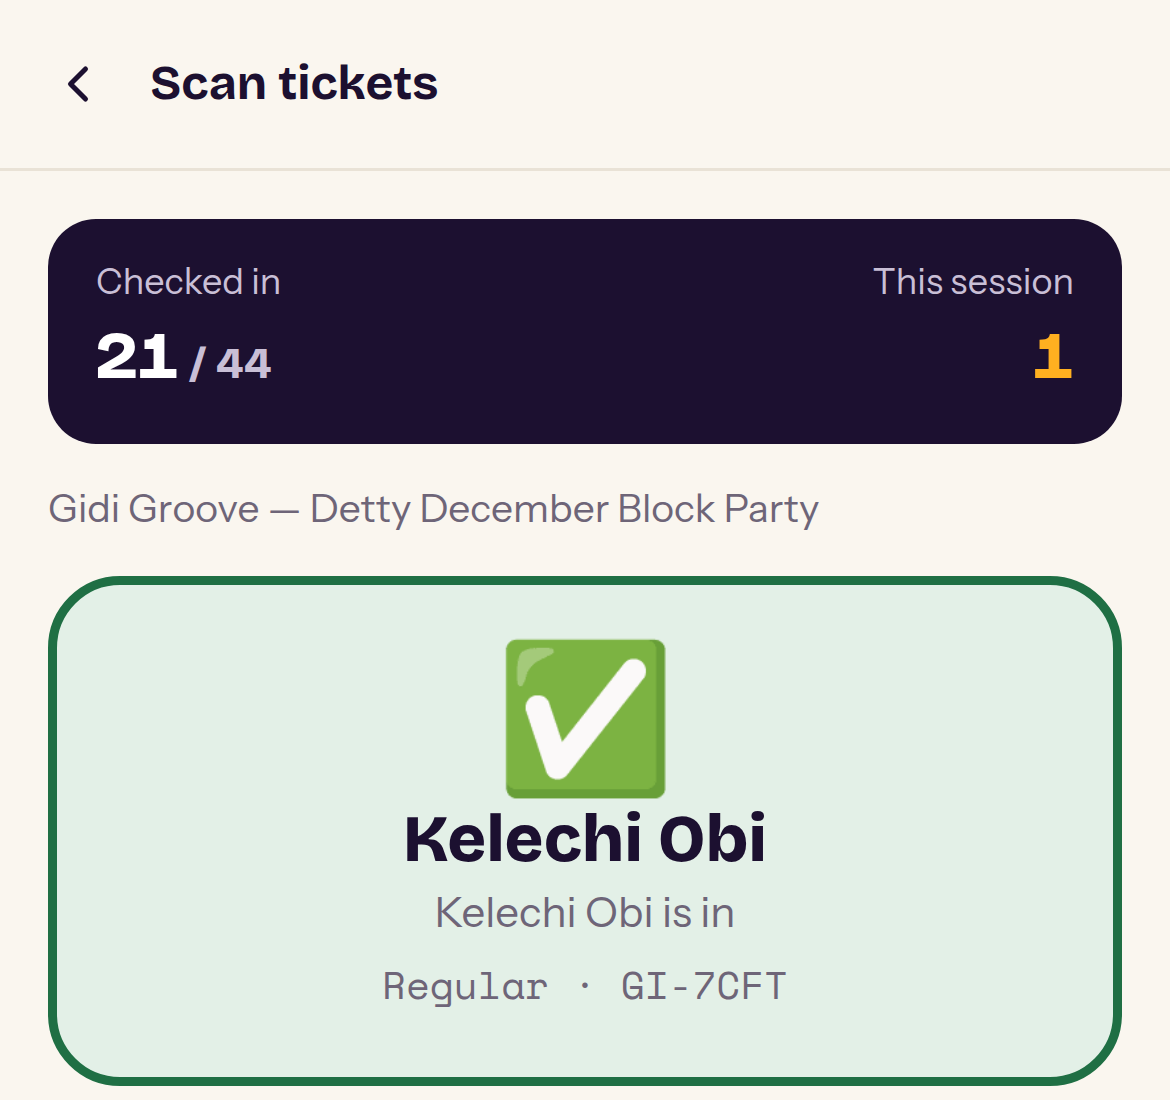 Scan tickets
Checked in
This session
21 / 44
1
Gidi Groove — Detty December Block Party
Kelechi Obi
Kelechi Obi is in
Regular · GI-7CFT